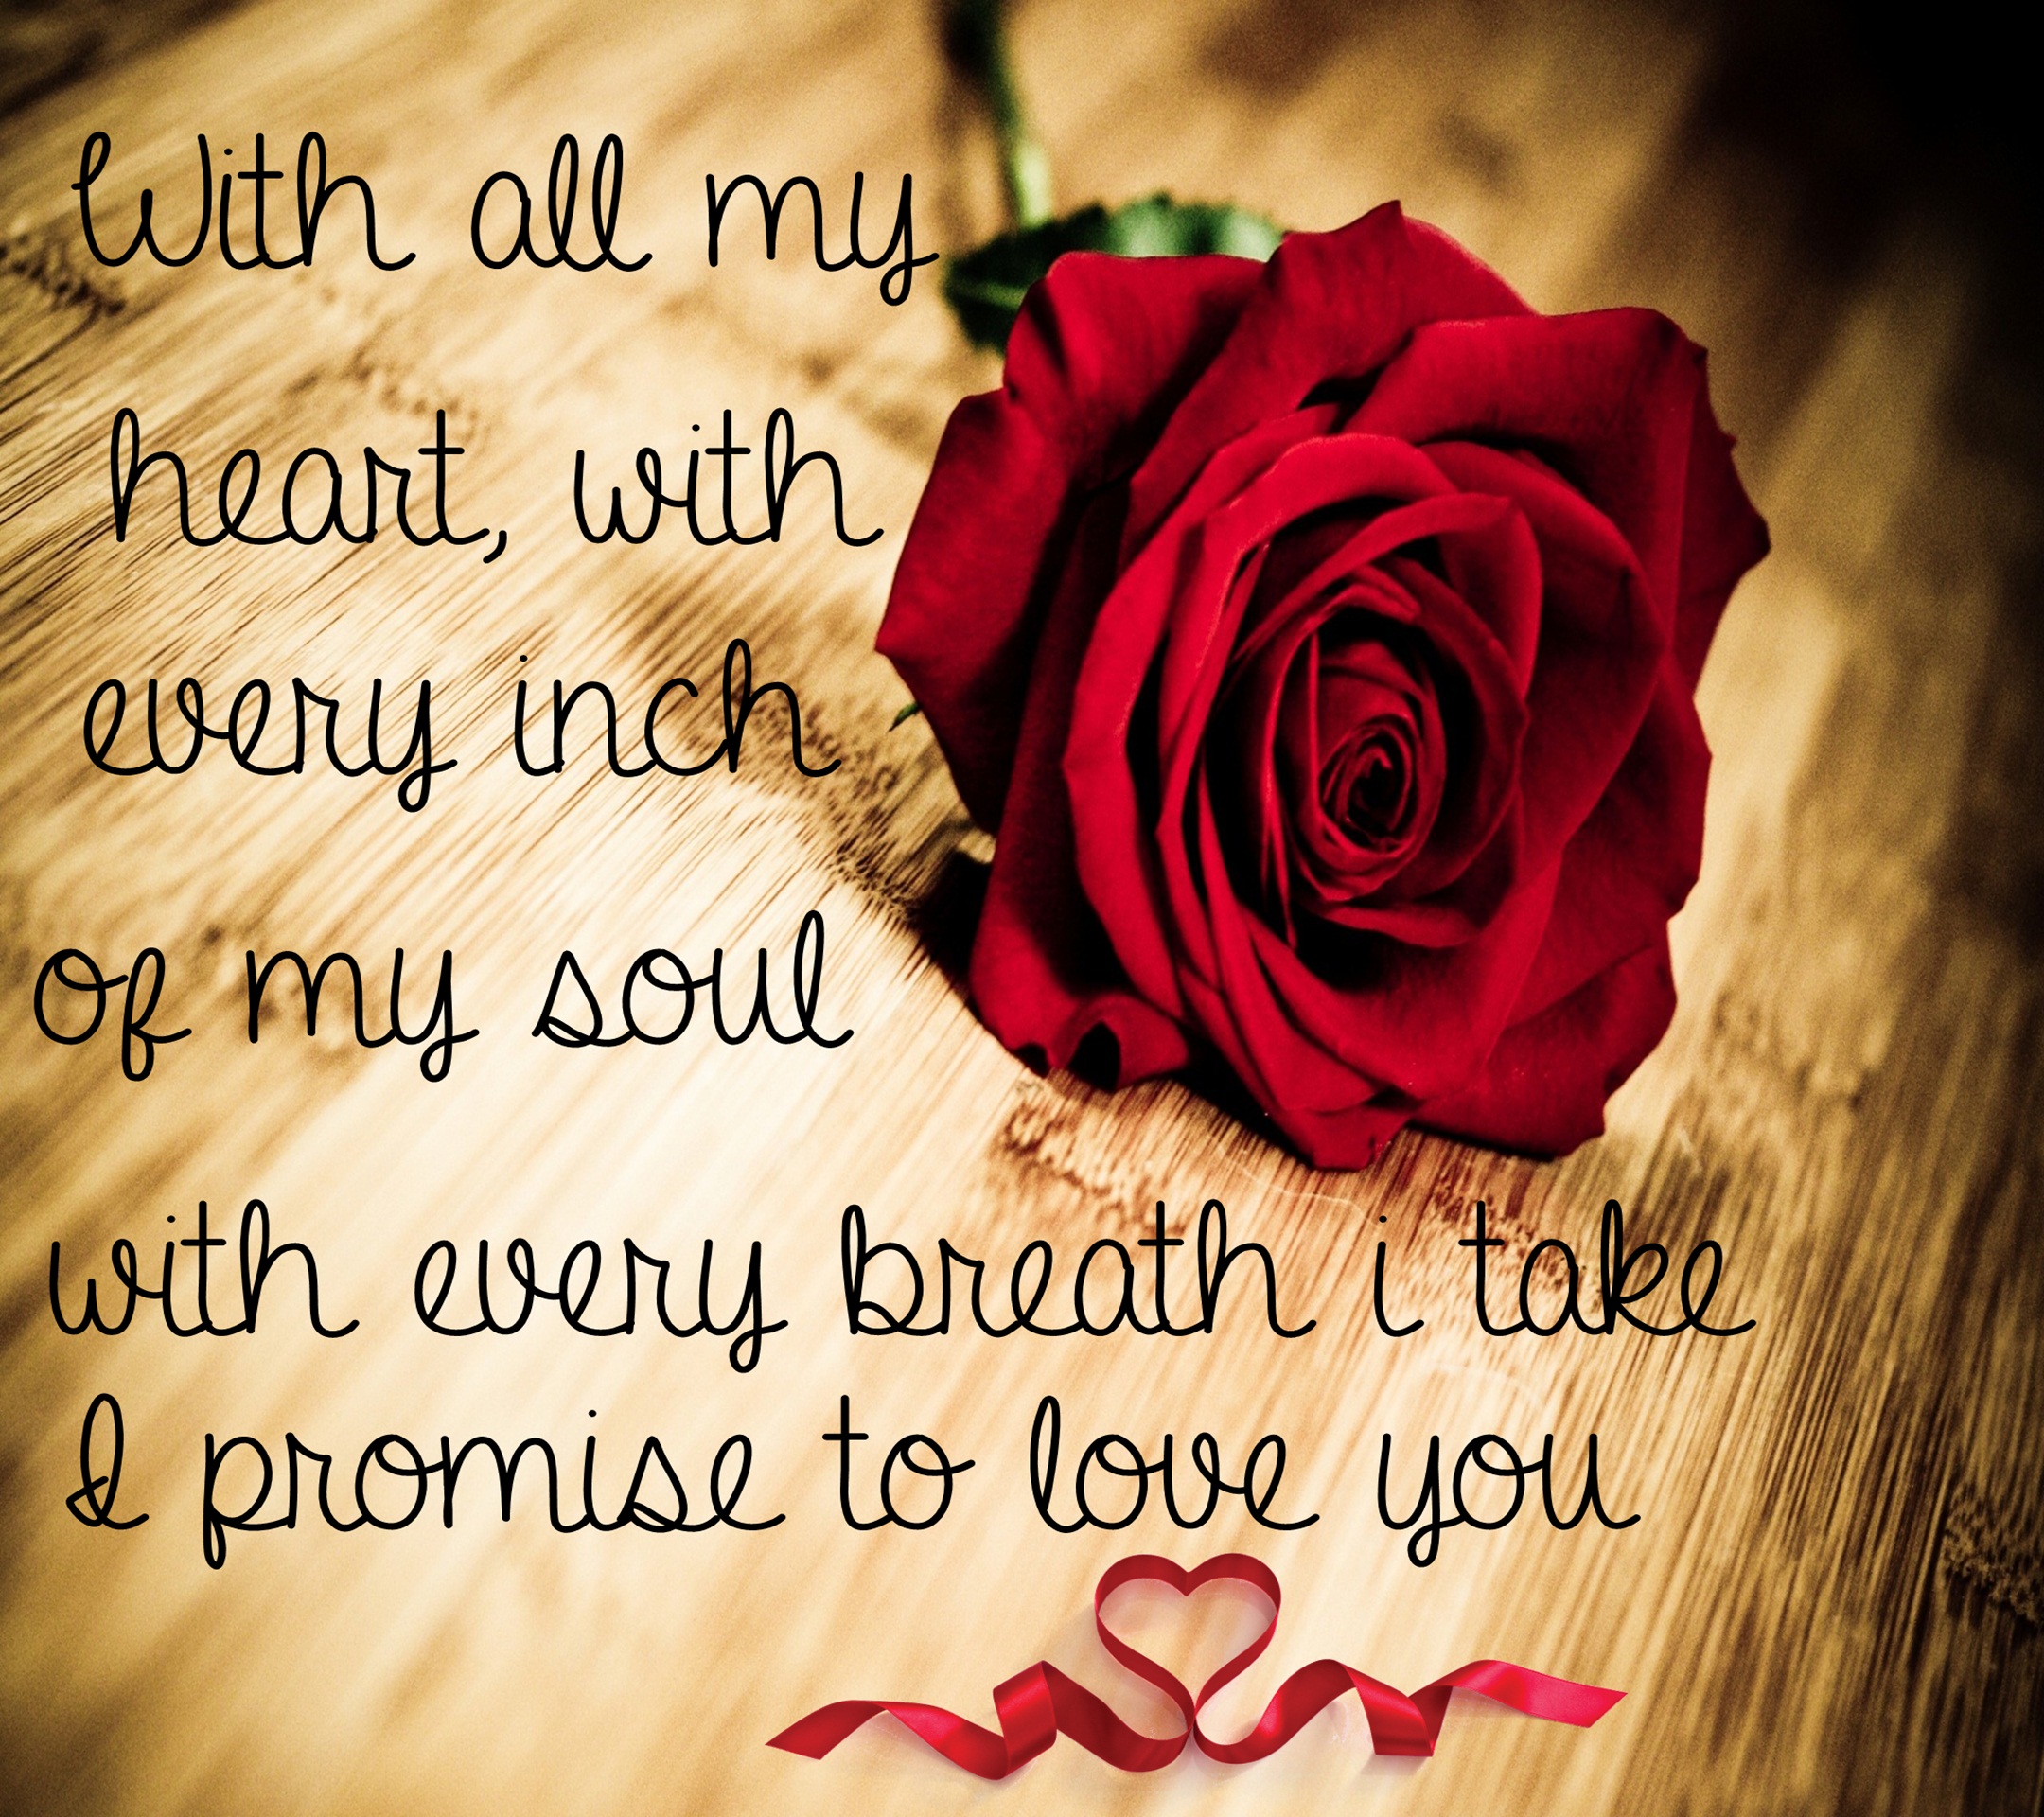 With all my
heart, with
every inch
of my soul
with every breath i take
I promise to love you